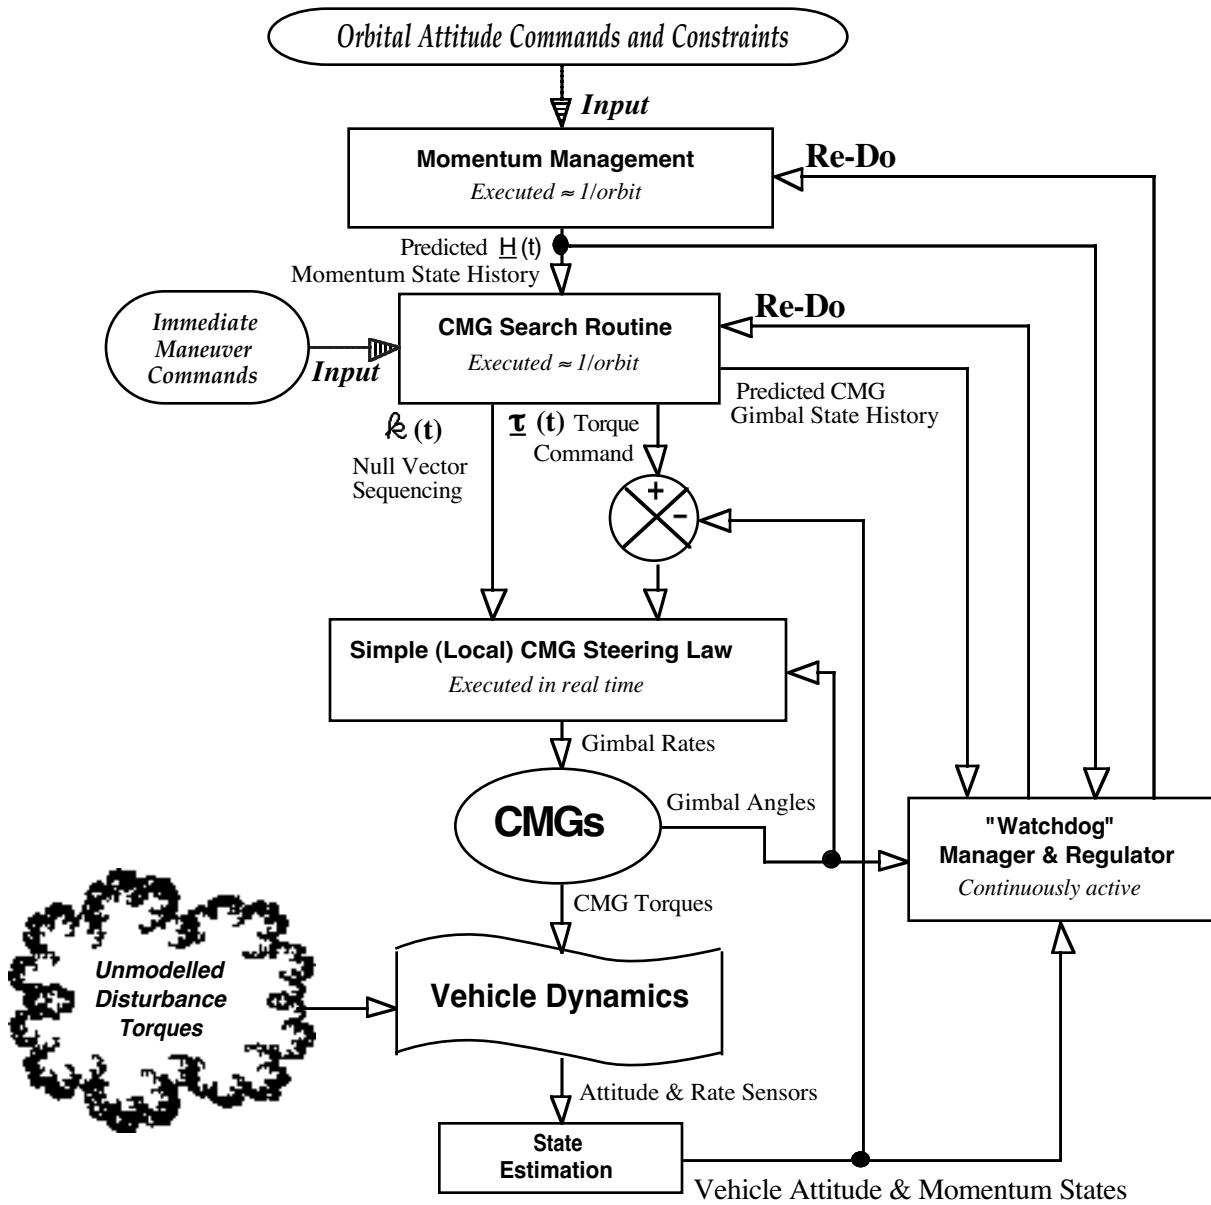 Orbital Attitude Commands and Constraints
Input
Momentum Management
Executed ≈ 1/orbit
Re-Do
Predicted H(t)
Momentum State History
Immediate
Maneuver
Commands
Input
CMG Search Routine
Executed ≈ 1/orbit
Re-Do
Predicted CMG
Gimbal State History
k(t)
Null Vector
Sequencing
τ (t) Torque
Command
+
-
Simple (Local) CMG Steering Law
Executed in real time
Gimbal Rates
CMGs
Gimbal Angles
"Watchdog"
Manager & Regulator
Continuously active
CMG Torques
Unmodelled
Disturbance
Torques
Vehicle Dynamics
Attitude & Rate Sensors
State
Estimation
Vehicle Attitude & Momentum States